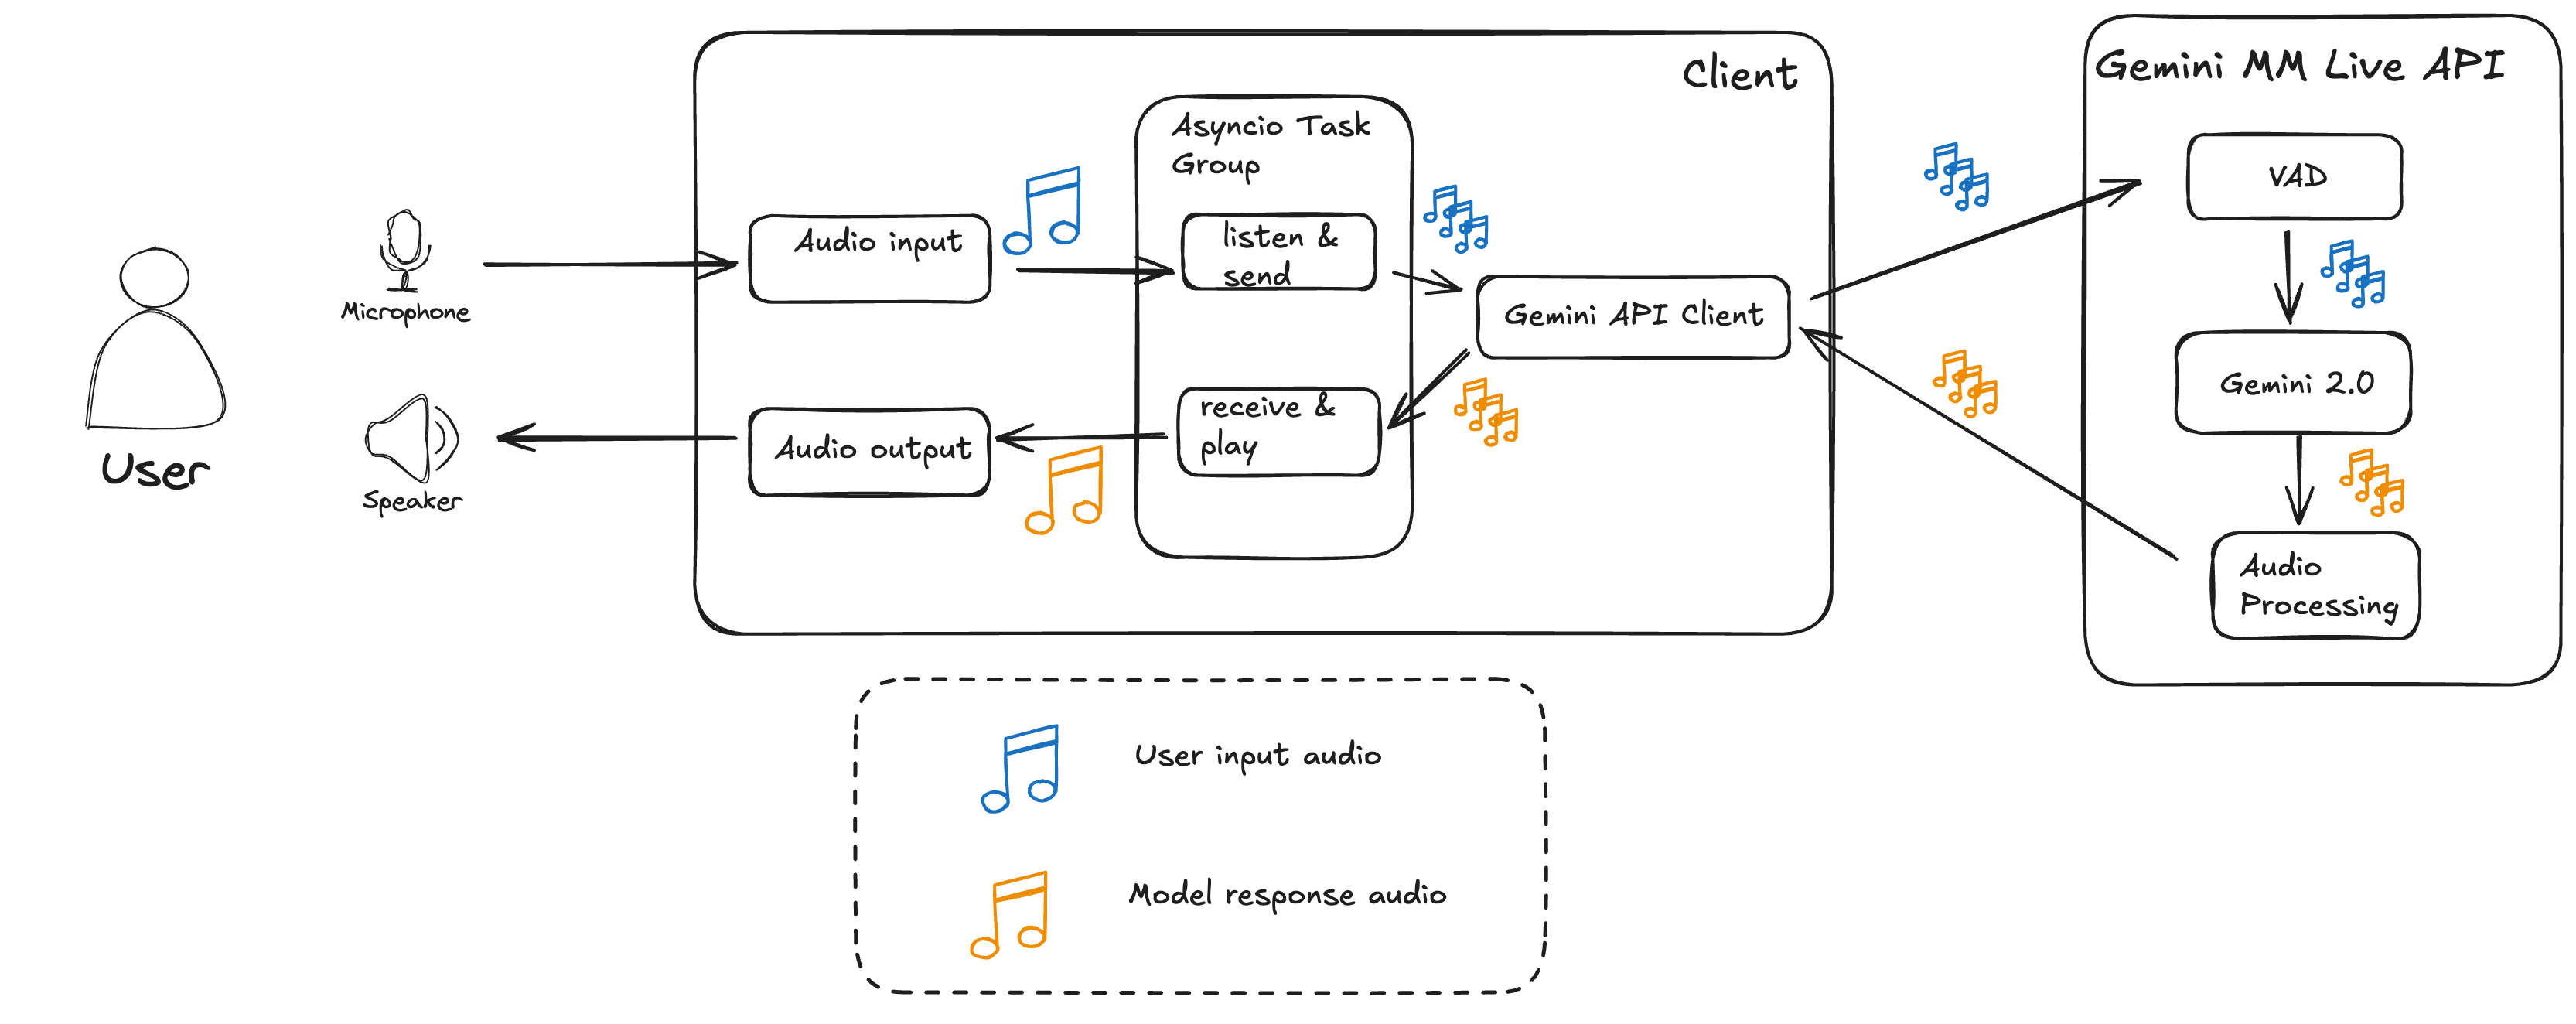 Client
Gemini MM Live API
Asyncio Task
Group
VAD
Microphone
Audio input
listen &
send
Gemini API Client
Gemini 2.0
User
Speaker
Audio output
receive &
play
Audio
Processing
User input audio
Model response audio